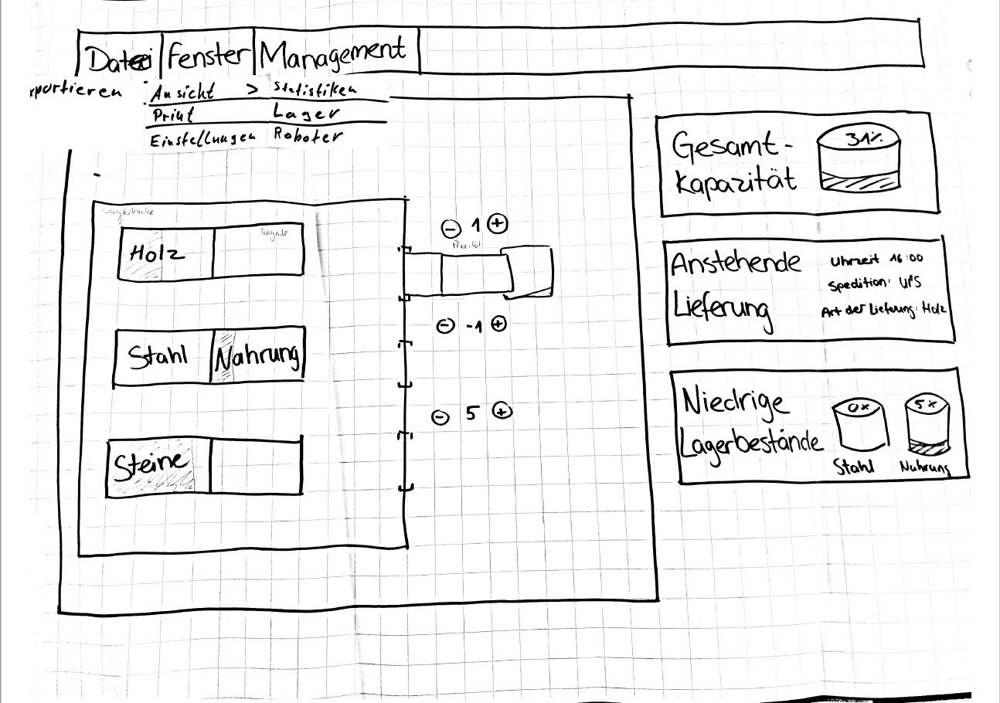 Datei Fenster Management
xportieren
Ansicht > Statistiken
Print Lager
Einstellungen Roboter
Gesamt-
kapazität
31%
Lagerhalle
Regale
Holz
- 1 +
Priorität
Anstehende
Lieferung
Uhrzeit 16:00
Spedition: UPS
Art der Lieferung: Holz
- -1 +
Stahl Nahrung
- 5 +
Niedrige
Lagerbestände
0x 5x
Stahl Nahrung
Steine